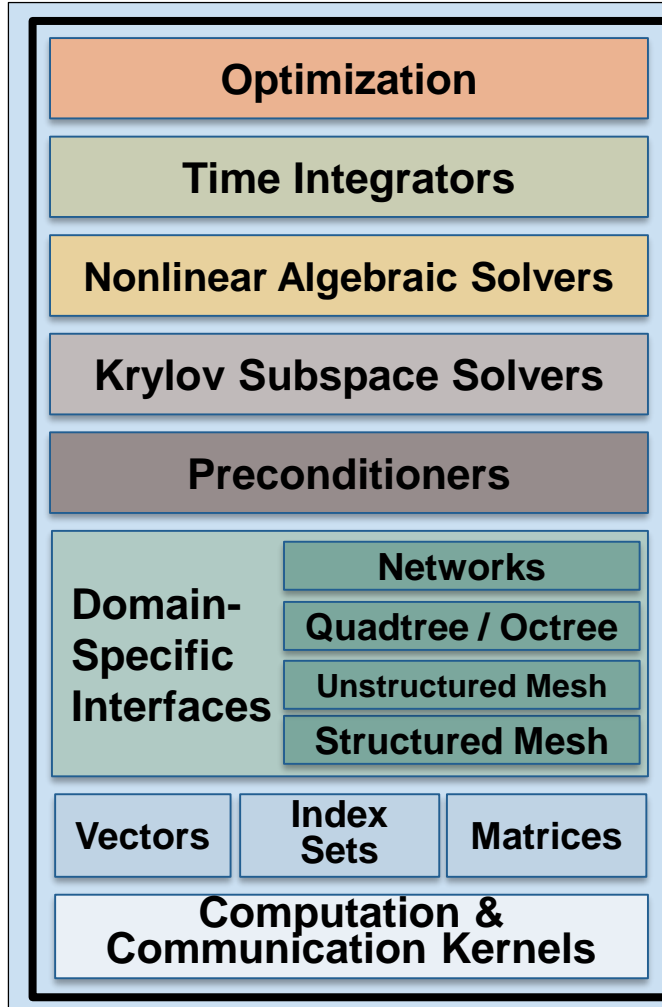 Optimization
Time Integrators
Nonlinear Algebraic Solvers
Krylov Subspace Solvers
Preconditioners
Domain-
Specific
Interfaces
Networks
Quadtree / Octree
Unstructured Mesh
Structured Mesh
Vectors
Index
Sets
Matrices
Computation &
Communication Kernels